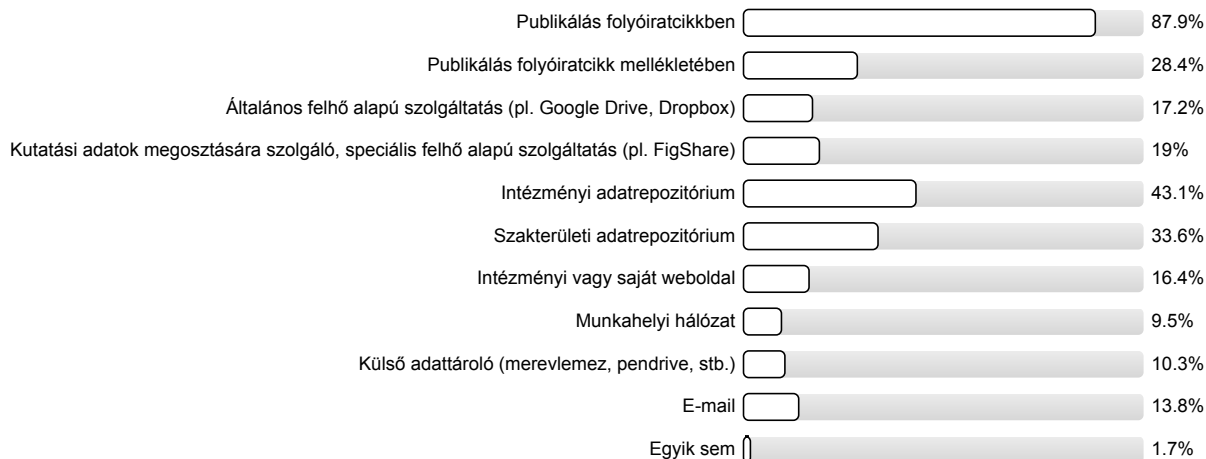 Publikálás folyóiratcikkben 87.9%
Publikálás folyóiratcikk mellékletében 28.4%
Általános felhő alapú szolgáltatás (pl. Google Drive, Dropbox) 17.2%
Kutatási adatok megosztására szolgáló, speciális felhő alapú szolgáltatás (pl. FigShare) 19%
Intézményi adatrepozitórium 43.1%
Szakterületi adatrepozitórium 33.6%
Intézményi vagy saját weboldal 16.4%
Munkahelyi hálózat 9.5%
Külső adattároló (merevlemez, pendrive, stb.) 10.3%
E-mail 13.8%
Egyik sem 1.7%